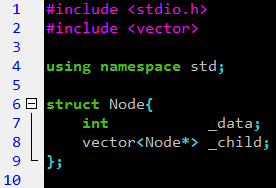 1 #include <stdio.h>
2 #include <vector>
3
4 using namespace std;
5
6 struct Node{
7     int          _data;
8     vector<Node*> _child;
9 };
10